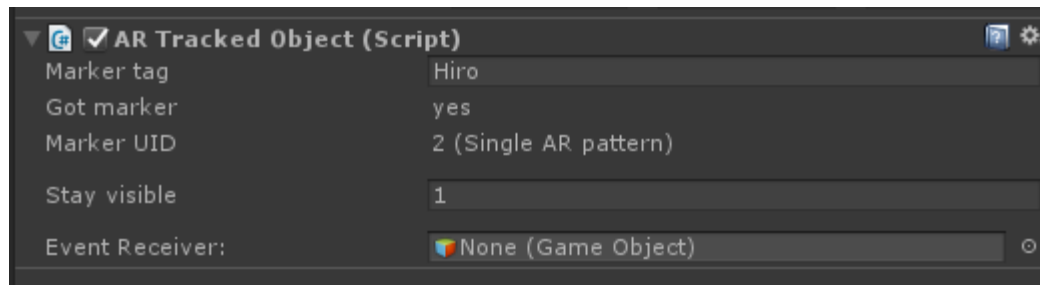 AR Tracked Object (Script)
Marker tag Hiro
Got marker yes
Marker UID 2 (Single AR pattern)
Stay visible 1
Event Receiver: None (Game Object)